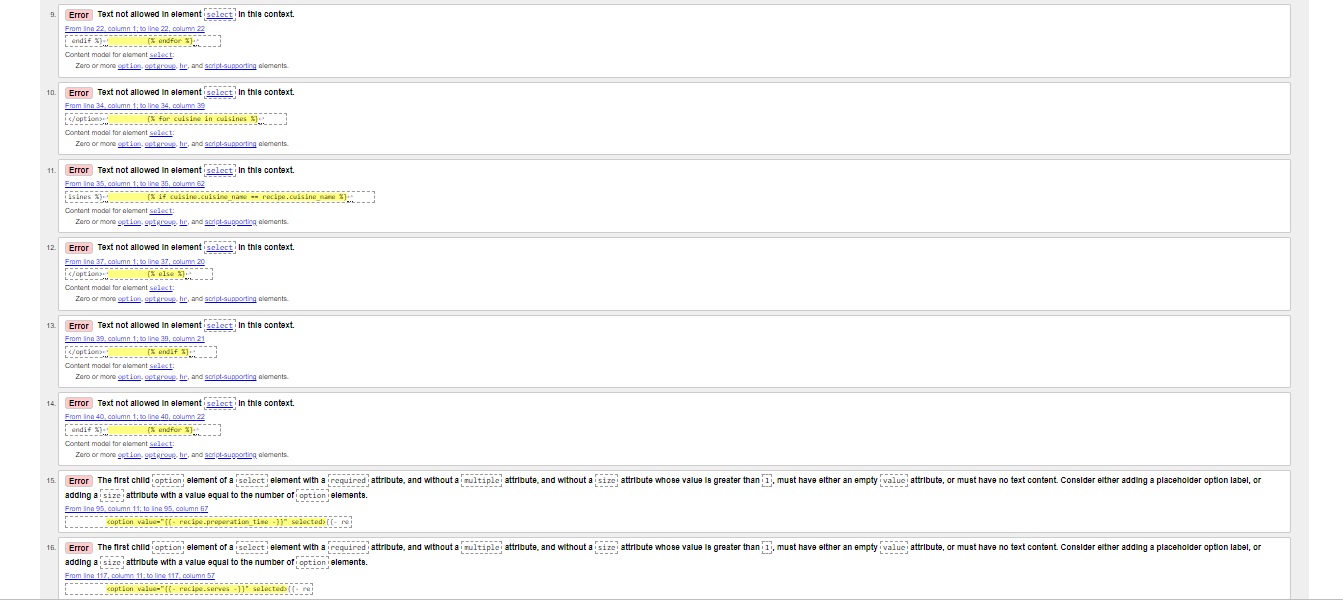 9. Error Text not allowed in element select in this context.
From line 22, column 1; to line 22, column 22
endif %}↩ {% endfor %}↩
Content model for element select:
Zero or more option, optgroup, hr, and script-supporting elements.
10. Error Text not allowed in element select in this context.
From line 34, column 1; to line 34, column 39
</option>↩ {% for cuisine in cuisines %}↩
Content model for element select:
Zero or more option, optgroup, hr, and script-supporting elements.
11. Error Text not allowed in element select in this context.
From line 35, column 1; to line 35, column 62
isines %}↩ {% if cuisine.cuisine_name == recipe.cuisine_name %}↩
Content model for element select:
Zero or more option, optgroup, hr, and script-supporting elements.
12. Error Text not allowed in element select in this context.
From line 37, column 1; to line 37, column 20
</option>↩ {% else %}↩
Content model for element select:
Zero or more option, optgroup, hr, and script-supporting elements.
13. Error Text not allowed in element select in this context.
From line 39, column 1; to line 39, column 21
</option>↩ {% endif %}↩
Content model for element select:
Zero or more option, optgroup, hr, and script-supporting elements.
14. Error Text not allowed in element select in this context.
From line 40, column 1; to line 40, column 22
endif %}↩ {% endfor %}↩
Content model for element select:
Zero or more option, optgroup, hr, and script-supporting elements.
15. Error The first child option element of a select element with a required attribute, and without a multiple attribute, and without a size attribute whose value is greater than 1, must have either an empty value attribute, or must have no text content. Consider either adding a placeholder option label, or
adding a size attribute with a value equal to the number of option elements.
From line 95, column 11; to line 95, column 67
<option value="{{- recipe.preperation_time -}}" selected>{{- re
16. Error The first child option element of a select element with a required attribute, and without a multiple attribute, and without a size attribute whose value is greater than 1, must have either an empty value attribute, or must have no text content. Consider either adding a placeholder option label, or
adding a size attribute with a value equal to the number of option elements.
From line 117, column 11; to line 117, column 57
<option value="{{- recipe.serves -}}" selected>{{- re